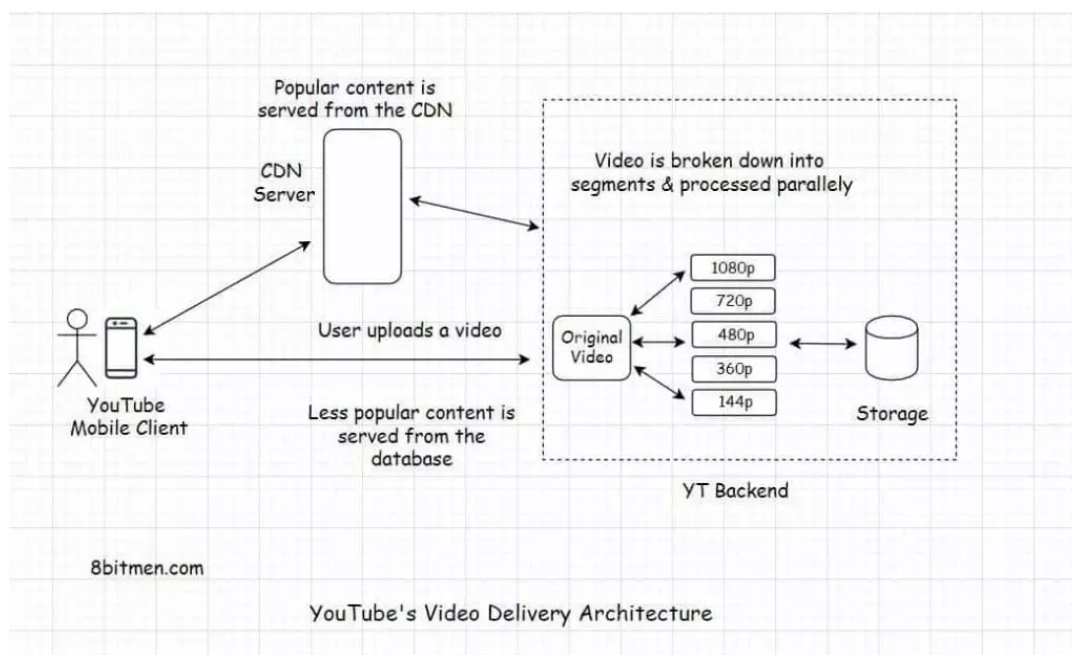 Popular content is
served from the CDN
CDN
Server
Video is broken down into
segments & processed parallely
1080p
720p
480p
360p
144p
Original
Video
User uploads a video
YouTube
Mobile Client
Less popular content is
served from the
database
Storage
YT Backend
8bitmen.com
YouTube's Video Delivery Architecture